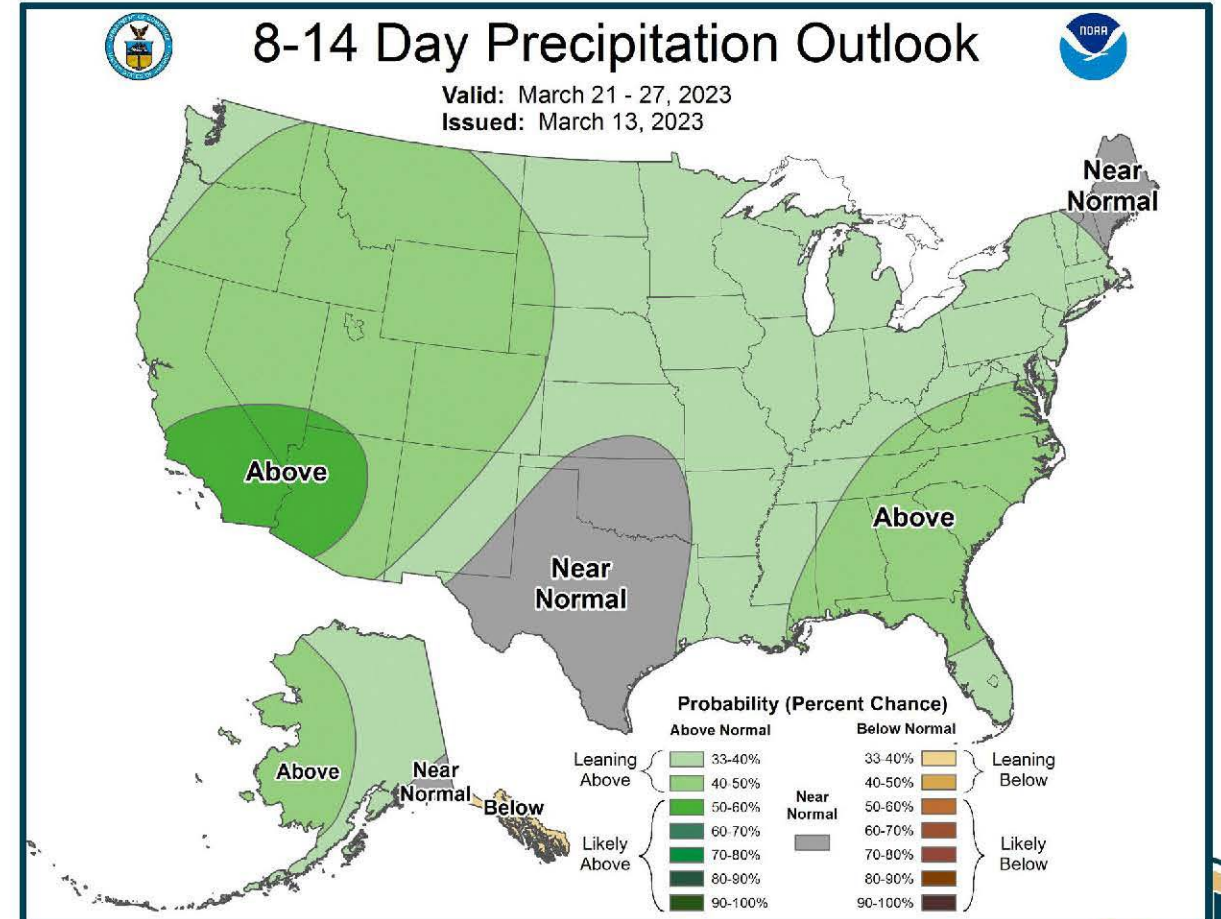 8-14 Day Precipitation Outlook
NOAA
Valid: March 21 - 27, 2023
Issued: March 13, 2023
Near
Normal
Above
Above
Near
Normal
Above
Near
Normal
Below
Probability (Percent Chance)
Above Normal
Below Normal
Leaning
Above
33-40%
40-50%
Likely
Above
50-60%
60-70%
70-80%
80-90%
90-100%
Near
Normal
33-40%
40-50%
Leaning
Below
50-60%
60-70%
70-80%
80-90%
90-100%
Likely
Below